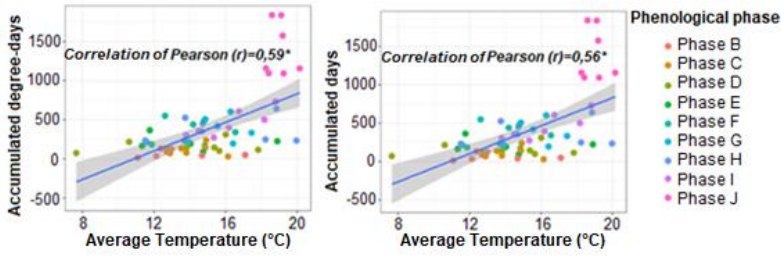 Accumulated degree-days
1500
1000
500
0
-500
Correlation of Pearson (r)=0,59*
8
12
16
20
Average Temperature (°C)
Accumulated days
1500
1000
500
0
-500
Correlation of Pearson (r)=0,56*
8
12
16
20
Average Temperature (°C)
Phenological phase
Phase B
Phase C
Phase D
Phase E
Phase F
Phase G
Phase H
Phase I
Phase J